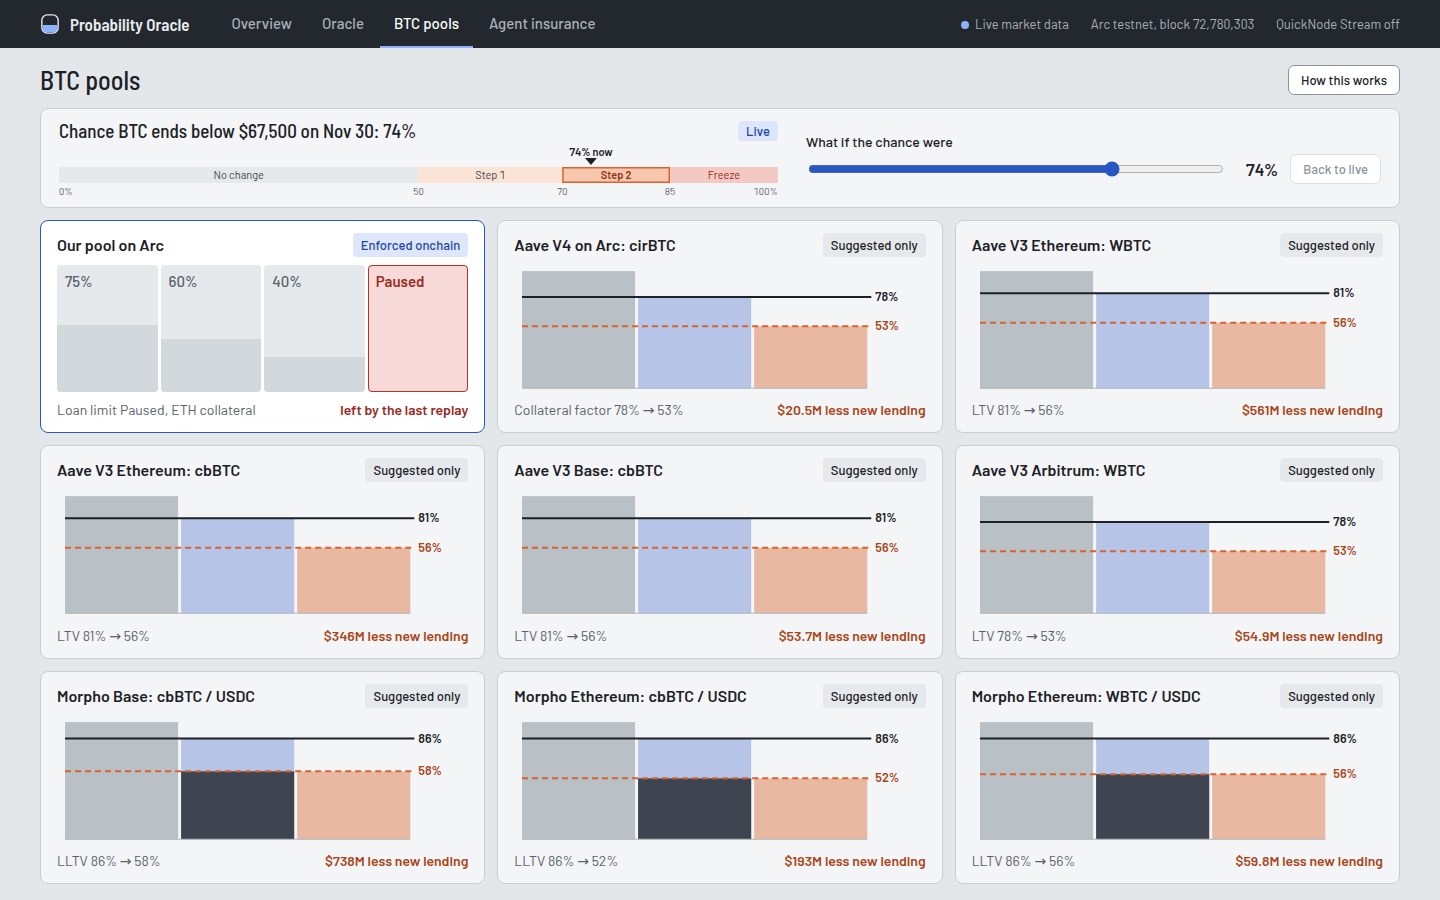 Probability Oracle Overview Oracle BTC pools Agent insurance Live market data Arc testnet, block 72,780,303 QuickNode Stream off
BTC pools How this works
Chance BTC ends below $67,500 on Nov 30: 74% Live
What if the chance were
74% now
No change Step 1 Step 2 Freeze
74% Back to live
0% 50 70 85 100%
Our pool on Arc Enforced onchain
75% 60% 40% Paused
Loan limit Paused, ETH collateral left by the last replay
Aave V4 on Arc: cirBTC Suggested only
78%
53%
Collateral factor 78% → 53% $20.5M less new lending
Aave V3 Ethereum: WBTC Suggested only
81%
56%
LTV 81% → 56% $561M less new lending
Aave V3 Ethereum: cbBTC Suggested only
81%
56%
LTV 81% → 56% $346M less new lending
Aave V3 Base: cbBTC Suggested only
81%
56%
LTV 81% → 56% $53.7M less new lending
Aave V3 Arbitrum: WBTC Suggested only
78%
53%
LTV 78% → 53% $54.9M less new lending
Morpho Base: cbBTC / USDC Suggested only
86%
58%
LLTV 86% → 58% $738M less new lending
Morpho Ethereum: cbBTC / USDC Suggested only
86%
52%
LLTV 86% → 52% $193M less new lending
Morpho Ethereum: WBTC / USDC Suggested only
86%
56%
LLTV 86% → 56% $59.8M less new lending